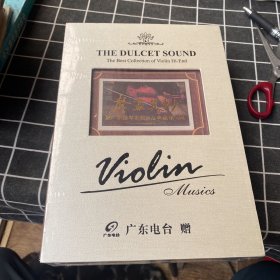 THE DULCET SOUND
The Best Collection of Violin Hi-End
Violin
Musics
广东电台
广东电台 赠